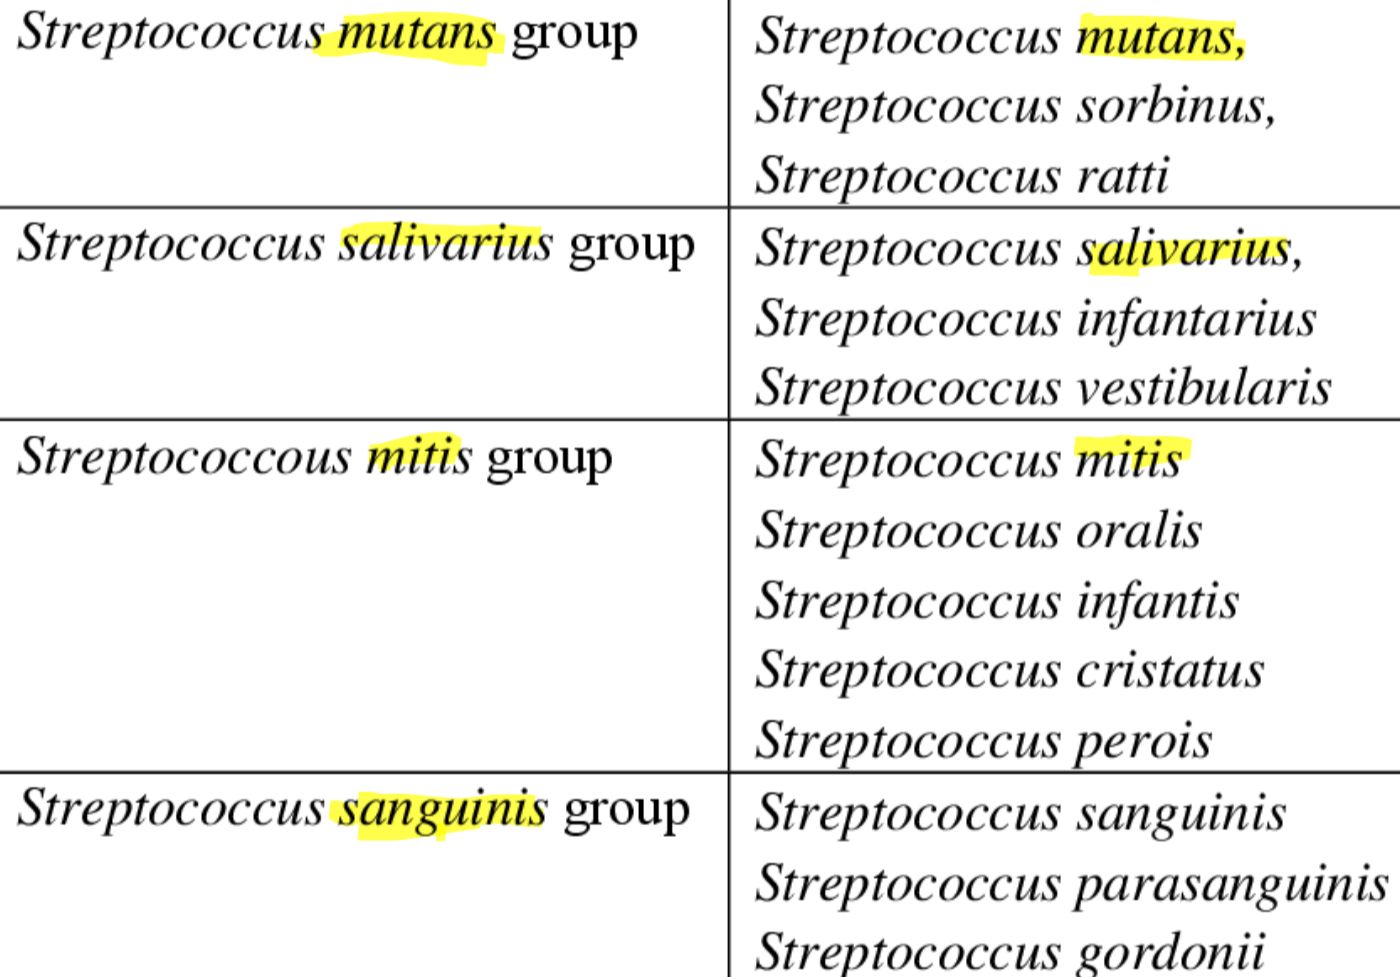 Streptococcus mutans group
Streptococcus mutans,
Streptococcus sorbinus,
Streptococcus ratti
Streptococcus salivarius group
Streptococcus salivarius,
Streptococcus infantarius
Streptococcus vestibularis
Streptococcous mitis group
Streptococcus mitis
Streptococcus oralis
Streptococcus infantis
Streptococcus cristatus
Streptococcus perois
Streptococcus sanguinis group
Streptococcus sanguinis
Streptococcus parasanguinis
Streptococcus gordonii